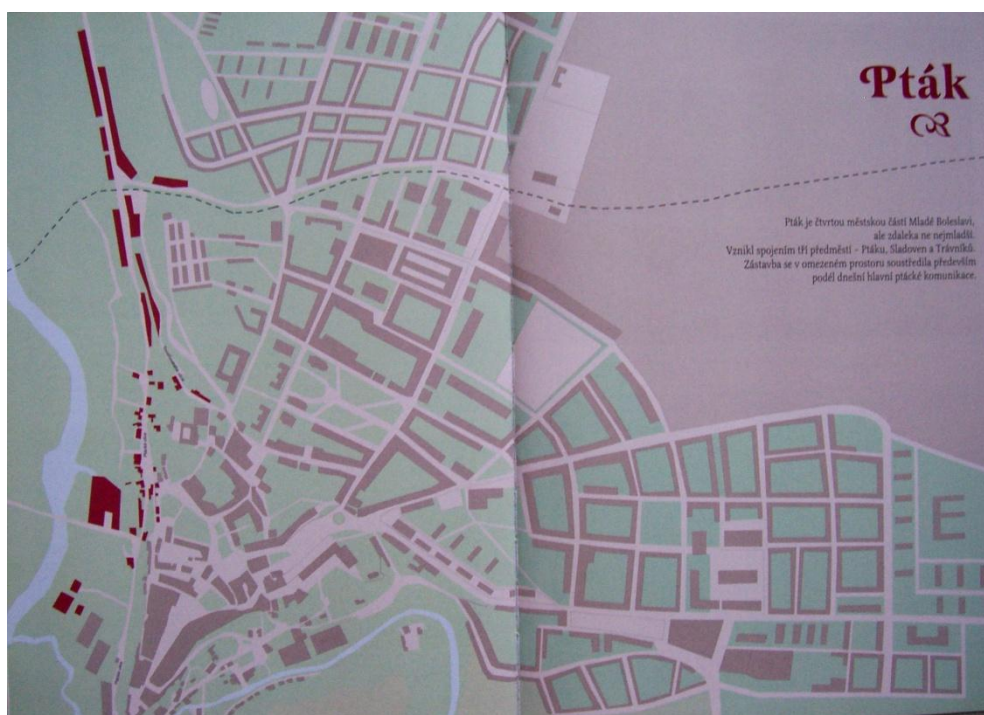 Pták
Pták je čtvrtou městskou částí Mladé Boleslavi,
ale zdaleka ne nejmladší.
Vznikl spojením tří předměstí – Ptáku, Sladoven a Trávníků.
Zástavba se v omezeném prostoru soustředila především
podél dnešní hlavní ptácké komunikace.